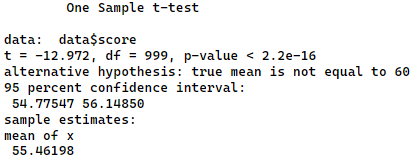 One Sample t-test
data: data$score
t = -12.972, df = 999, p-value < 2.2e-16
alternative hypothesis: true mean is not equal to 60
95 percent confidence interval:
54.77547 56.14850
sample estimates:
mean of x
55.46198